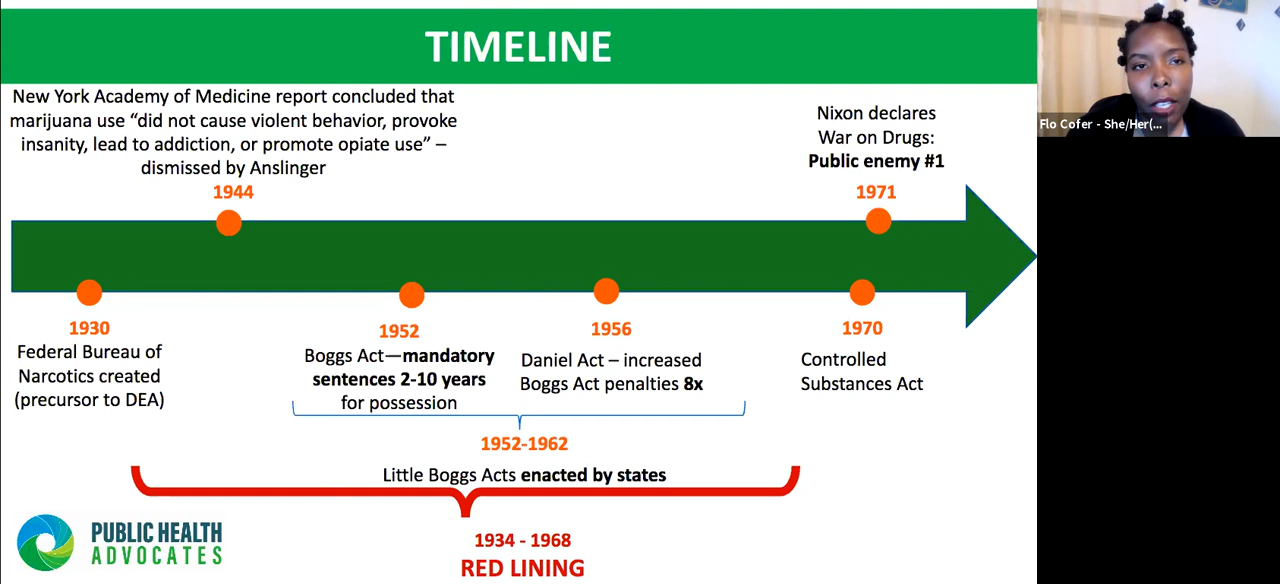 TIMELINE
New York Academy of Medicine report concluded that
marijuana use “did not cause violent behavior, provoke
insanity, lead to addiction, or promote opiate use” –
dismissed by Anslinger
1944
Nixon declares
War on Drugs:
Public enemy #1
1971
1930
Federal Bureau of
Narcotics created
(precursor to DEA)
1952
Boggs Act—mandatory
sentences 2-10 years
for possession
1956
Daniel Act – increased
Boggs Act penalties 8x
1970
Controlled
Substances Act
1952-1962
Little Boggs Acts enacted by states
1934 - 1968
RED LINING
PUBLIC HEALTH
ADVOCATES
Flo Cofer - She/Her(...